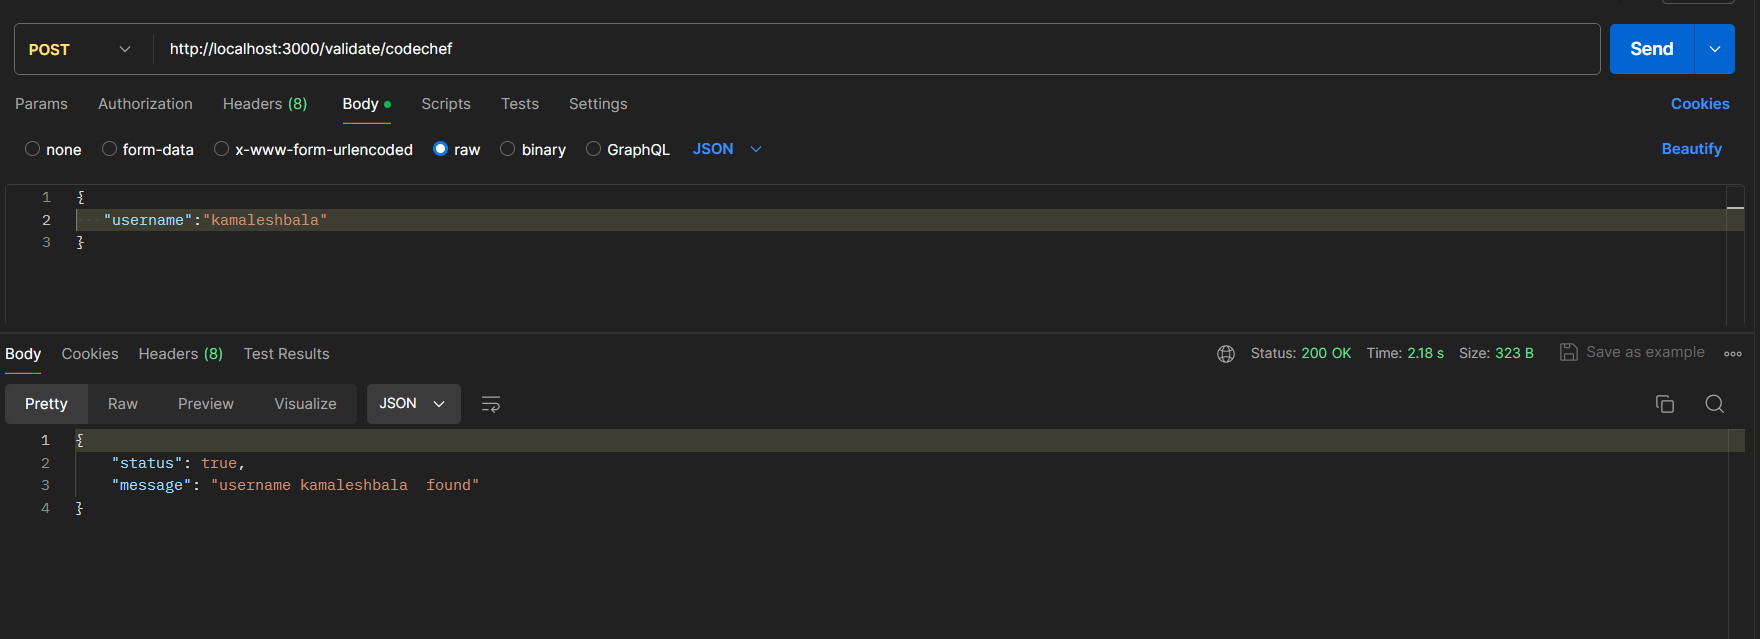 POST http://localhost:3000/validate/codechef Send
Params Authorization Headers (8) Body Scripts Tests Settings Cookies
none form-data x-www-form-urlencoded raw binary GraphQL JSON Beautify
1 {
2 "username":"kamaleshbala"
3 }
Body Cookies Headers (8) Test Results Status: 200 OK Time: 2.18 s Size: 323 B Save as example
Pretty Raw Preview Visualize JSON
1 {
2 "status": true,
3 "message": "username kamaleshbala  found"
4 }